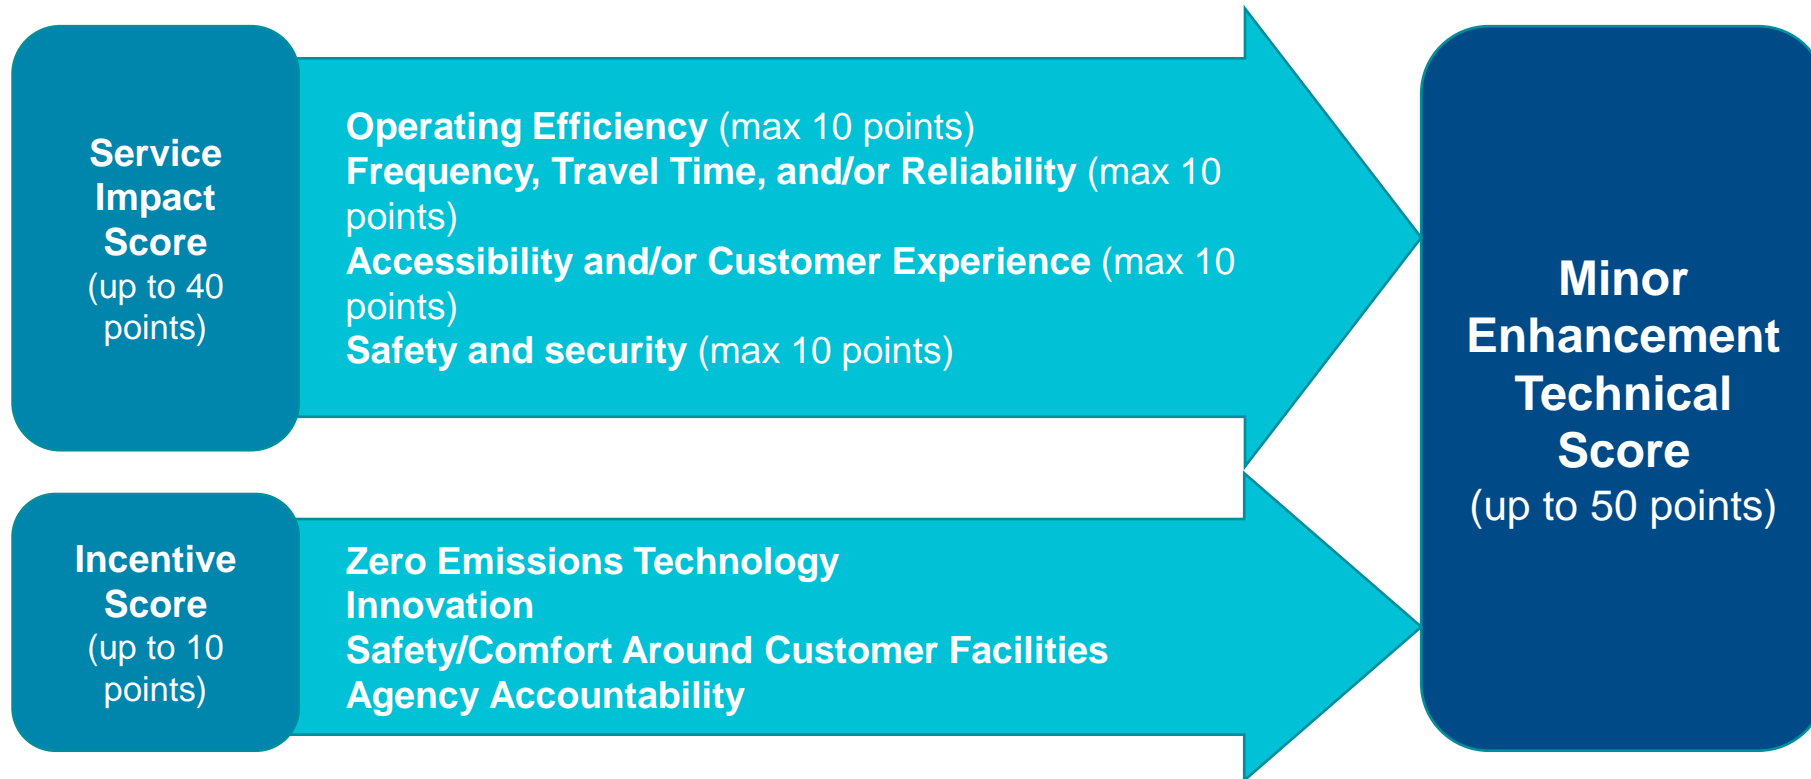 Service
Impact
Score
(up to 40
points)
Operating Efficiency (max 10 points)
Frequency, Travel Time, and/or Reliability (max 10
points)
Accessibility and/or Customer Experience (max 10
points)
Safety and security (max 10 points)
Incentive
Score
(up to 10
points)
Zero Emissions Technology
Innovation
Safety/Comfort Around Customer Facilities
Agency Accountability
Minor
Enhancement
Technical
Score
(up to 50 points)